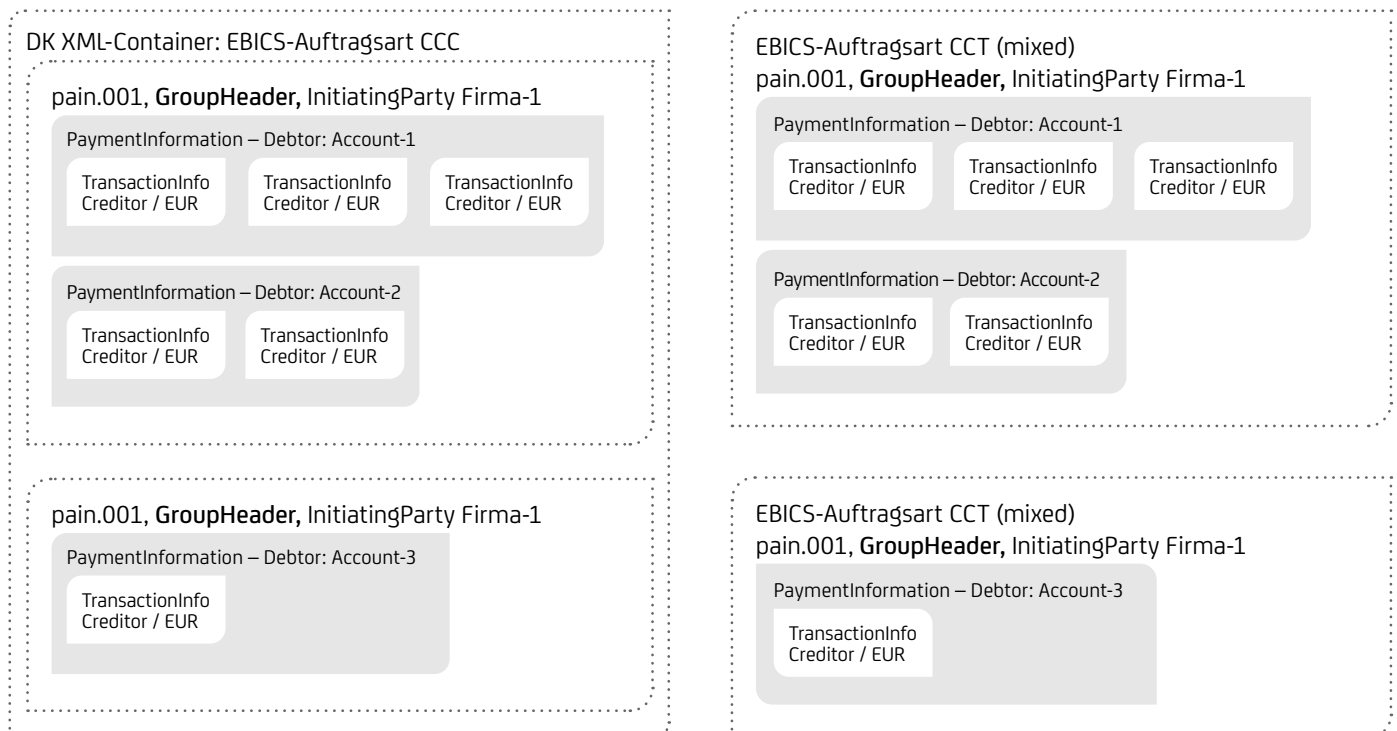 DK XML-Container: EBICS-Auftragsart CCC
pain.001, GroupHeader, InitiatingParty Firma-1
PaymentInformation – Debtor: Account-1
TransactionInfo
Creditor / EUR
TransactionInfo
Creditor / EUR
TransactionInfo
Creditor / EUR
PaymentInformation – Debtor: Account-2
TransactionInfo
Creditor / EUR
TransactionInfo
Creditor / EUR
pain.001, GroupHeader, InitiatingParty Firma-1
PaymentInformation – Debtor: Account-3
TransactionInfo
Creditor / EUR
EBICS-Auftragsart CCT (mixed)
pain.001, GroupHeader, InitiatingParty Firma-1
PaymentInformation – Debtor: Account-1
TransactionInfo
Creditor / EUR
TransactionInfo
Creditor / EUR
TransactionInfo
Creditor / EUR
PaymentInformation – Debtor: Account-2
TransactionInfo
Creditor / EUR
TransactionInfo
Creditor / EUR
EBICS-Auftragsart CCT (mixed)
pain.001, GroupHeader, InitiatingParty Firma-1
PaymentInformation – Debtor: Account-3
TransactionInfo
Creditor / EUR